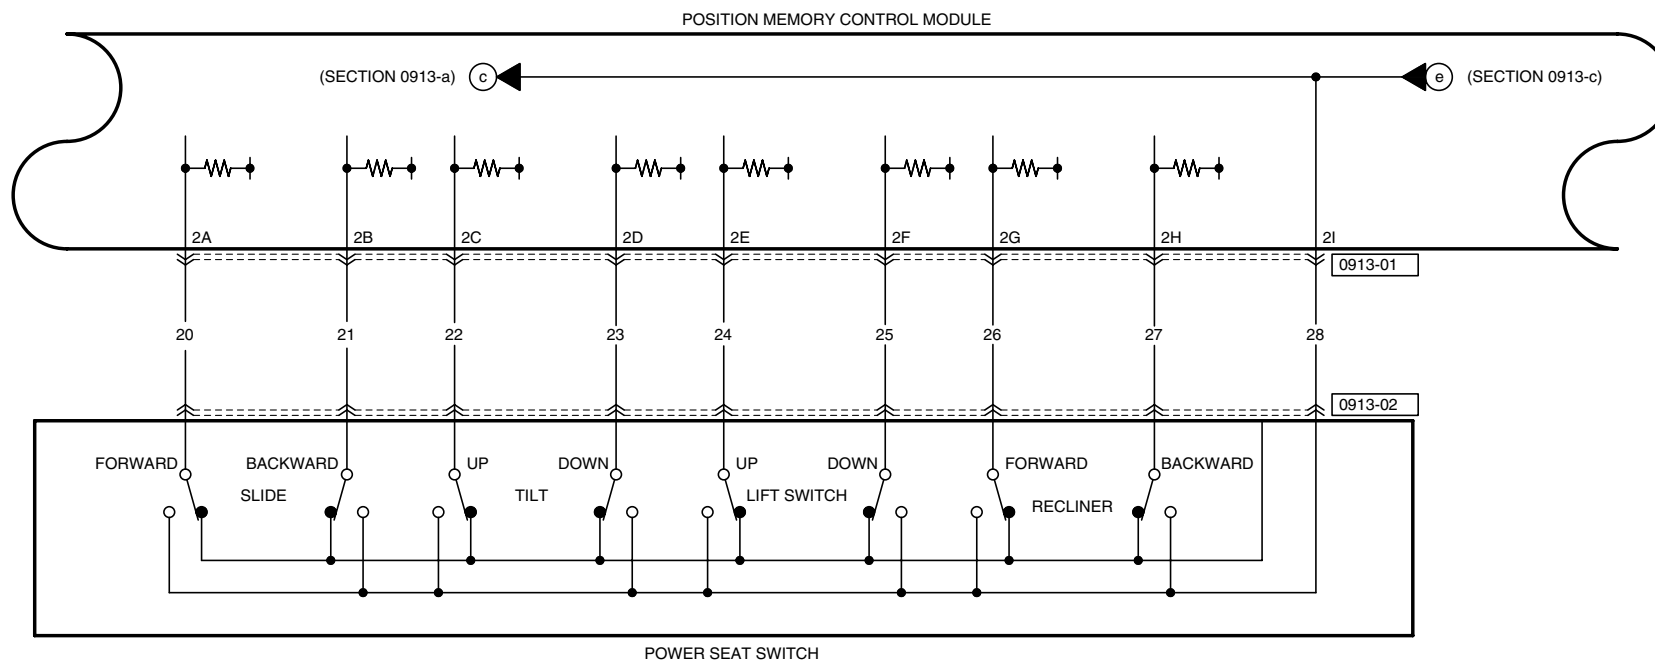 POSITION MEMORY CONTROL MODULE
(SECTION 0913-a) c e (SECTION 0913-c)
2A 2B 2C 2D 2E 2F 2G 2H 2I
0913-01
20 21 22 23 24 25 26 27 28
0913-02
FORWARD BACKWARD UP DOWN UP DOWN FORWARD BACKWARD
SLIDE TILT LIFT SWITCH RECLINER
POWER SEAT SWITCH